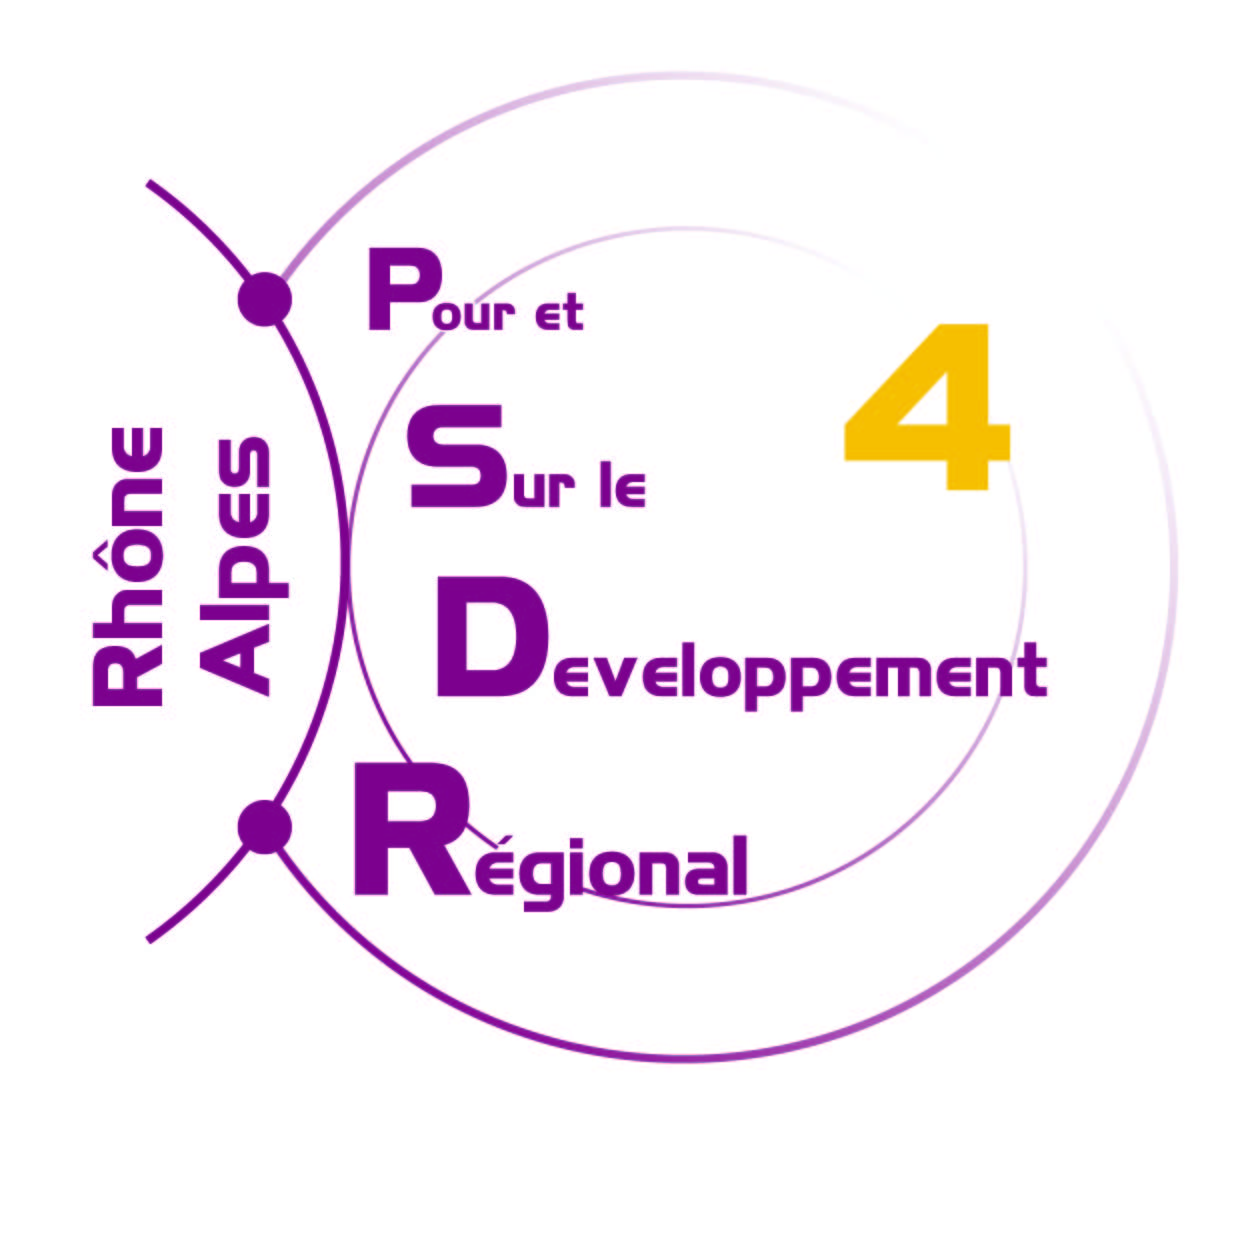 Rhône
Alpes
Pour et
Sur le
Developpement
Régional
4